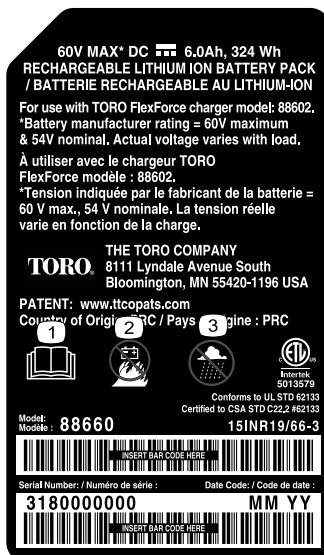 60V MAX* DC 6.0Ah, 324 Wh
RECHARGEABLE LITHIUM ION BATTERY PACK
/ BATTERIE RECHARGEABLE AU LITHIUM-ION
For use with TORO FlexForce charger model: 88602.
*Battery manufacturer rating = 60V maximum
& 54V nominal. Actual voltage varies with load.
À utiliser avec le chargeur TORO
FlexForce modèle : 88602.
*Tension indiquée par le fabricant de la batterie =
60 V max., 54 V nominale. La tension réelle
varie en fonction de la charge.
TORO.
THE TORO COMPANY
8111 Lyndale Avenue South
Bloomington, MN 55420-1196 USA
PATENT: www.ttcopats.com
Country of Origin PRC / Pays gine : PRC
1 2 3
C ETL US
Intertek
5013579
Conforms to UL STD 62133
Certified to CSA STD C22.2 #62133
Model:
Modèle : 88660
15INR19/66-3
INSERT BAR CODE HERE
Serial Number: / Numéro de série : Date Code: / Code de date :
3180000000 MM YY
INSERT BAR CODE HERE